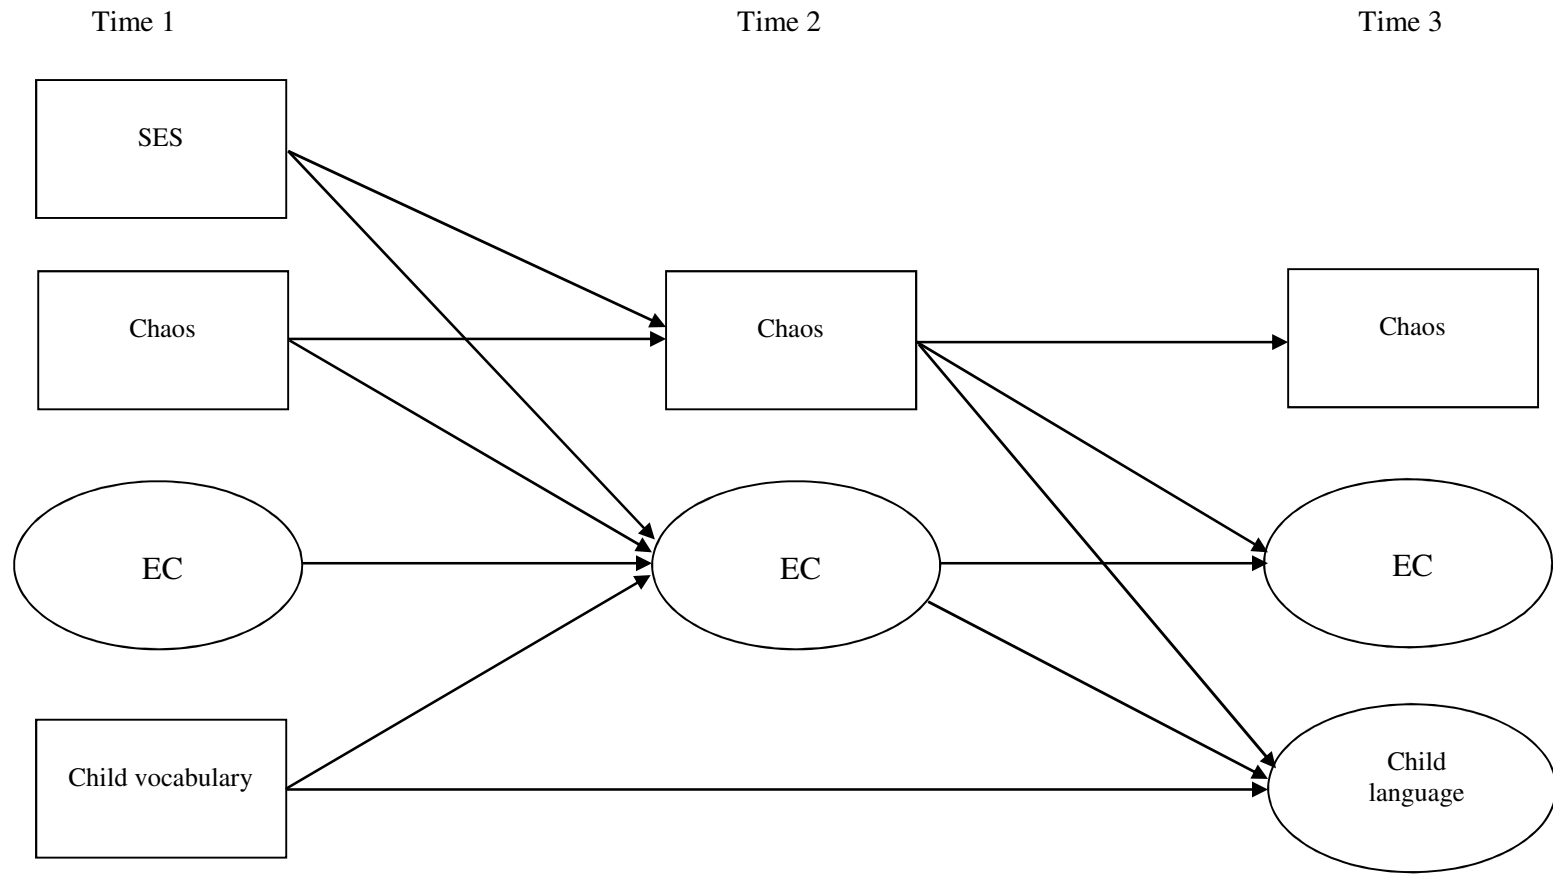 Time 1
Time 2
Time 3
SES
Chaos
Chaos
Chaos
EC
EC
EC
Child vocabulary
Child
language